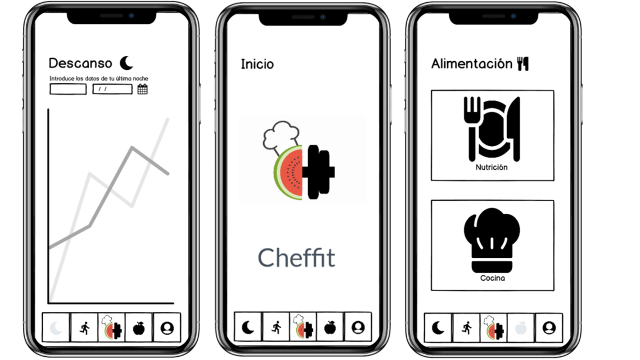 Descanso
Introduce los datos de tu última noche
/ /
Inicio
Cheffit
Alimentación
Nutrición
Cocina